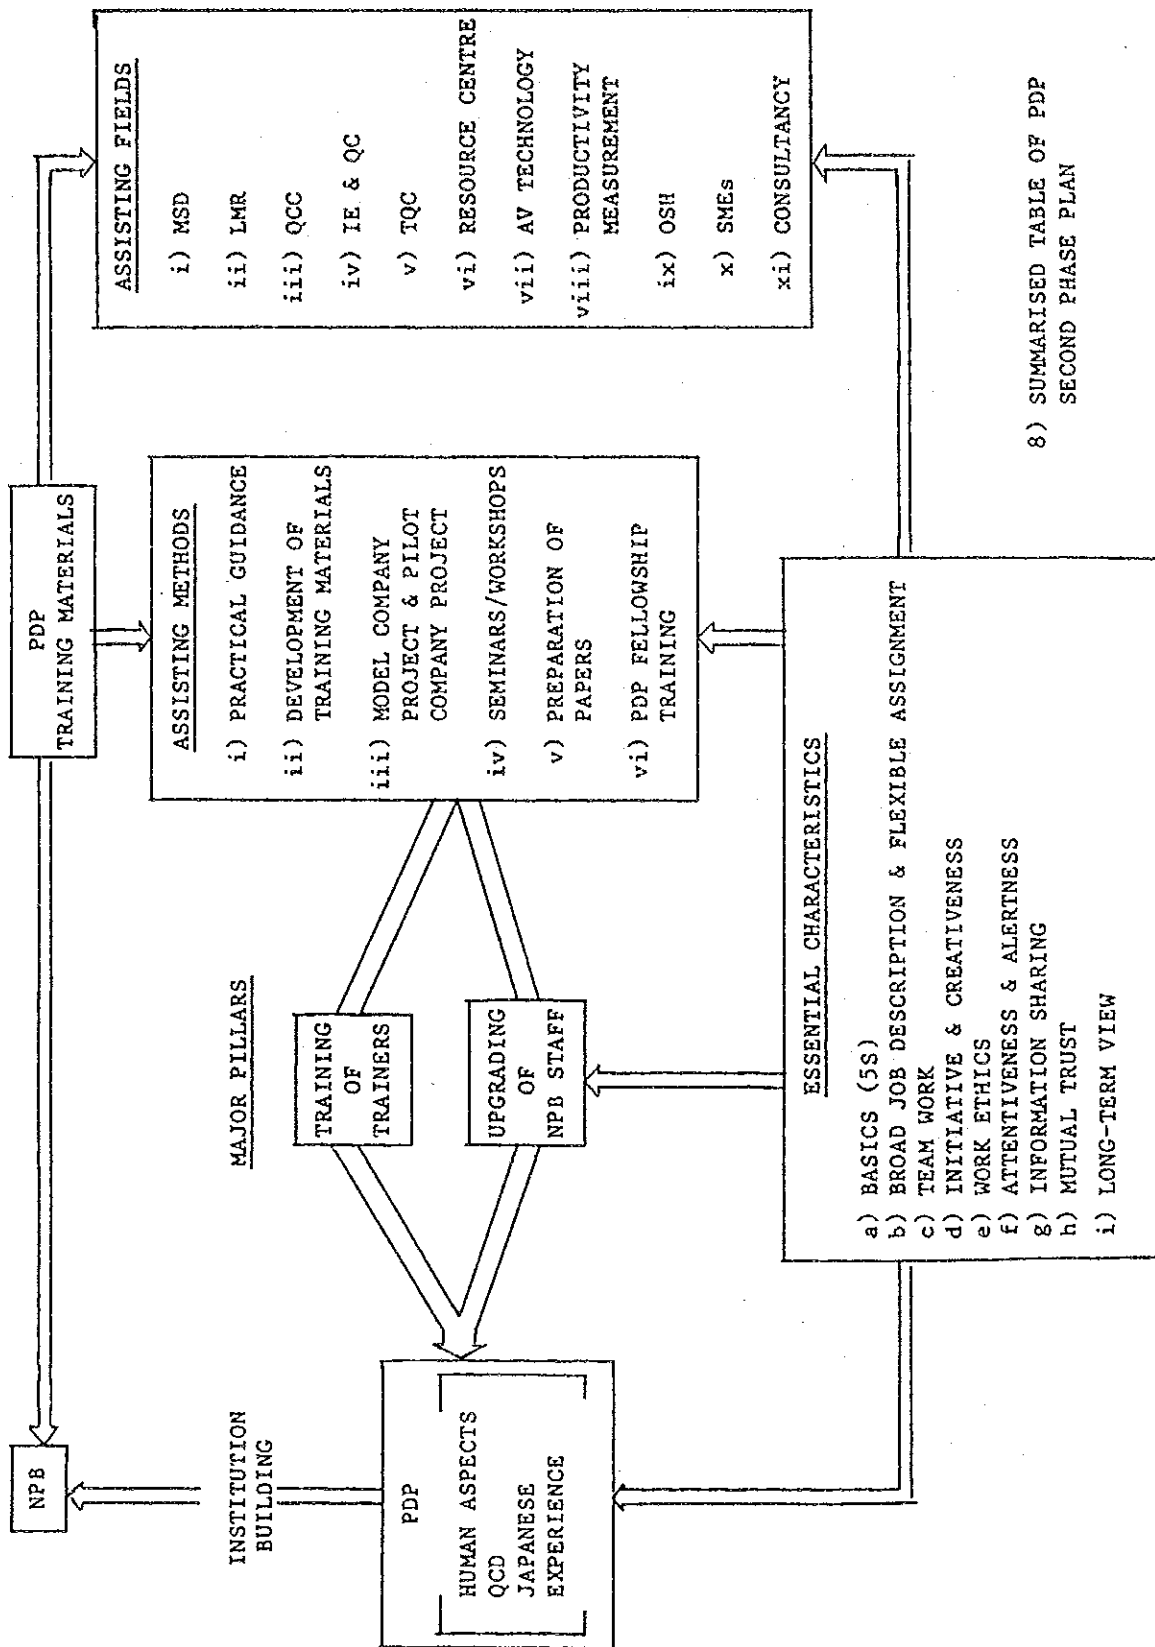 NPB
PDP
TRAINING MATERIALS
INSTITUTION
BUILDING
PDP
HUMAN ASPECTS
QCD
JAPANESE
EXPERIENCE
MAJOR PILLARS
TRAINING
OF
TRAINERS
UPGRADING
OF
NPB STAFF
ASSISTING METHODS
i) PRACTICAL GUIDANCE
ii) DEVELOPMENT OF
TRAINING MATERIALS
iii) MODEL COMPANY
PROJECT & PILOT
COMPANY PROJECT
iv) SEMINARS/WORKSHOPS
v) PREPARATION OF
PAPERS
vi) PDP FELLOWSHIP
TRAINING
ASSISTING FIELDS
i) MSD
ii) LMR
iii) QCC
iv) IE & QC
v) TQC
vi) RESOURCE CENTRE
vii) AV TECHNOLOGY
viii) PRODUCTIVITY
MEASUREMENT
ix) OSH
x) SMEs
xi) CONSULTANCY
ESSENTIAL CHARACTERISTICS
a) BASICS (5S)
b) BROAD JOB DESCRIPTION & FLEXIBLE ASSIGNMENT
c) TEAM WORK
d) INITIATIVE & CREATIVENESS
e) WORK ETHICS
f) ATTENTIVENESS & ALERTNESS
g) INFORMATION SHARING
h) MUTUAL TRUST
i) LONG-TERM VIEW
8) SUMMARISED TABLE OF PDP
SECOND PHASE PLAN